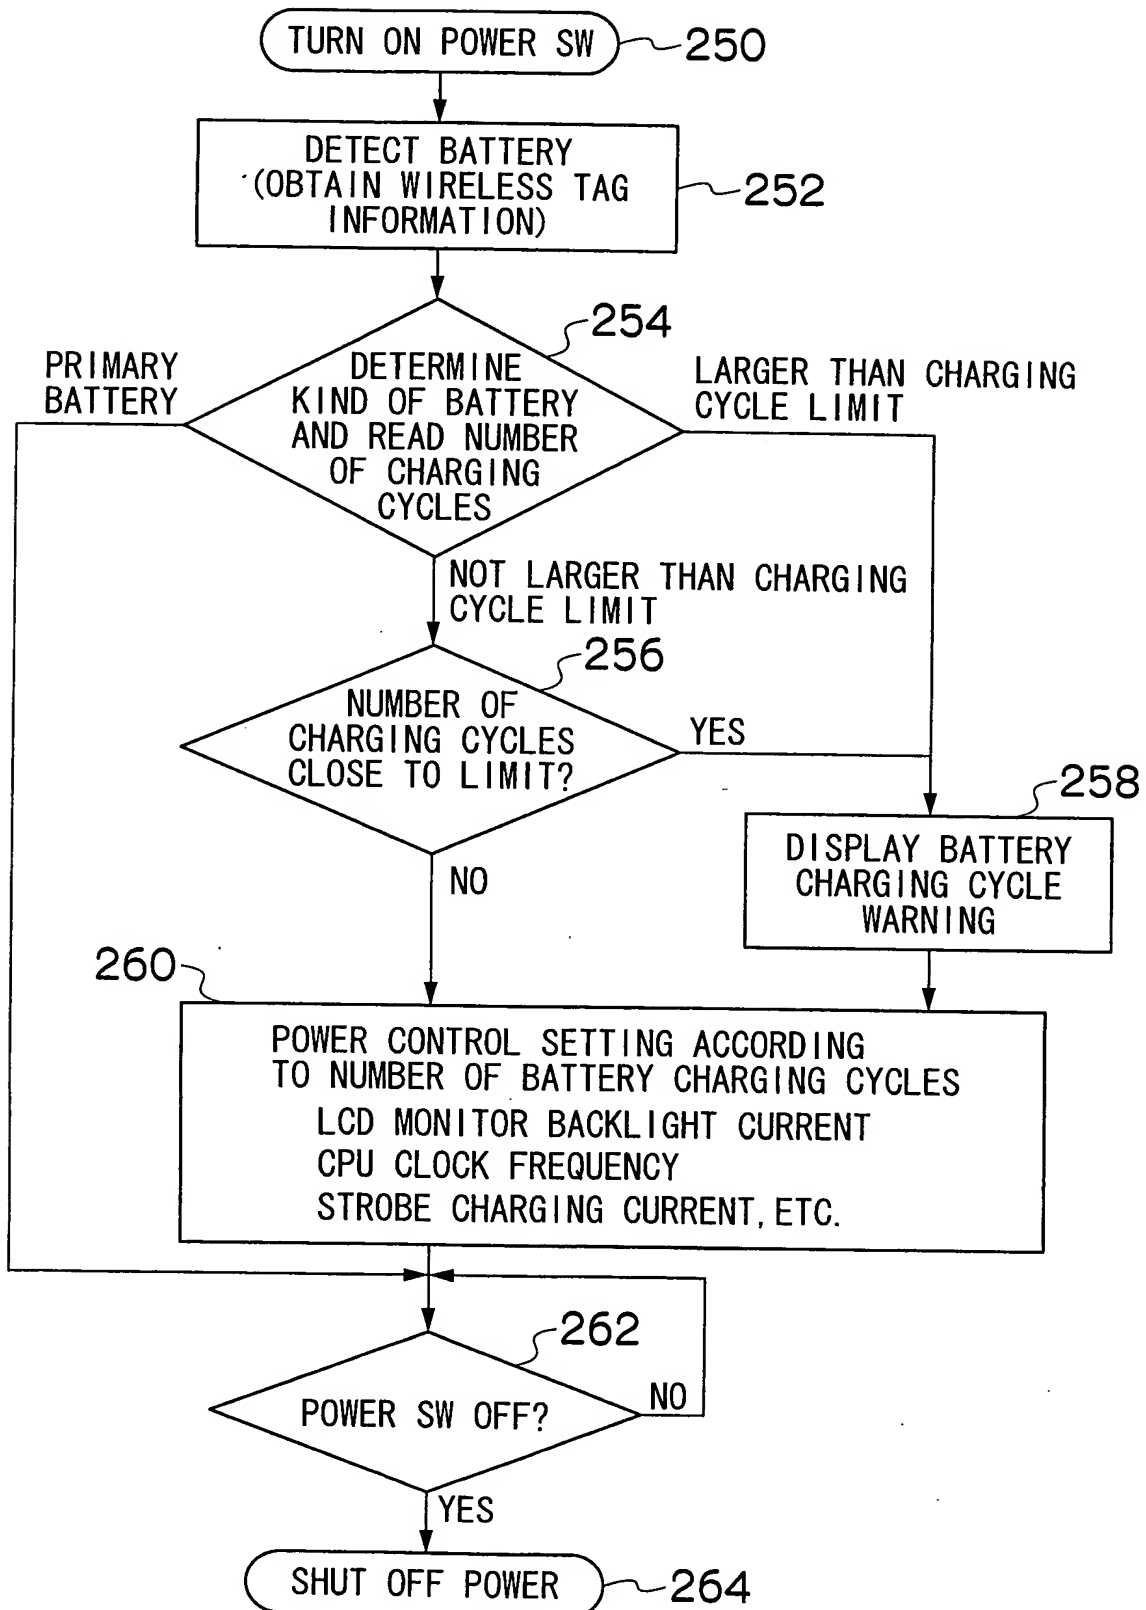 TURN ON POWER SW
250
DETECT BATTERY
(OBTAIN WIRELESS TAG
INFORMATION)
252
254
PRIMARY
BATTERY
DETERMINE
KIND OF BATTERY
AND READ NUMBER
OF CHARGING
CYCLES
LARGER THAN CHARGING
CYCLE LIMIT
NOT LARGER THAN CHARGING
CYCLE LIMIT
256
NUMBER OF
CHARGING CYCLES
CLOSE TO LIMIT?
YES
258
DISPLAY BATTERY
CHARGING CYCLE
WARNING
NO
260
POWER CONTROL SETTING ACCORDING
TO NUMBER OF BATTERY CHARGING CYCLES
LCD MONITOR BACKLIGHT CURRENT
CPU CLOCK FREQUENCY
STROBE CHARGING CURRENT, ETC.
262
POWER SW OFF?
NO
YES
SHUT OFF POWER
264